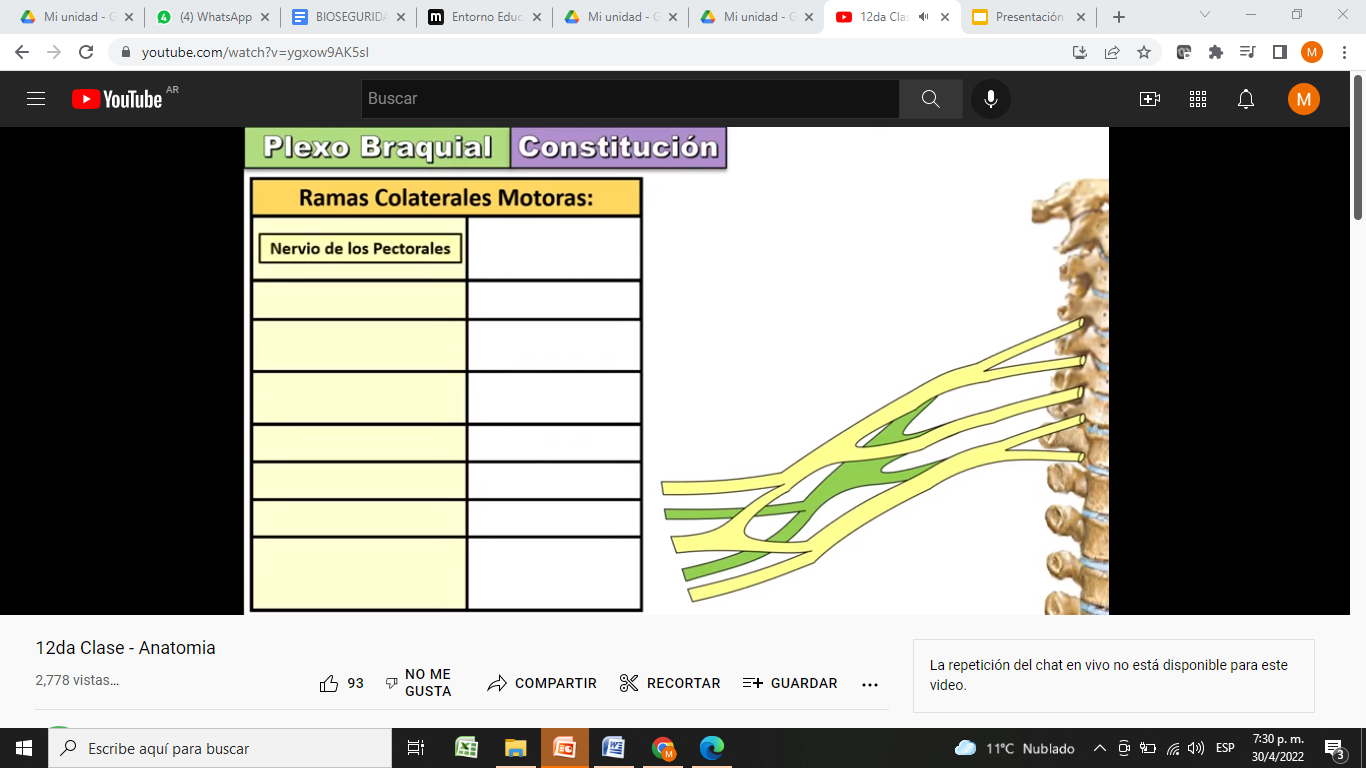 Mi unidad - G
(4) WhatsApp
BIOSEGURIDA
Entorno Educ
Mi unidad - G
Mi unidad - G
12da Clas
Presentación
youtube.com/watch?v=ygxow9AK5sI
M
YouTube AR
Buscar
M
Plexo Braquial Constitución
Ramas Colaterales Motoras:
Nervio de los Pectorales
12da Clase - Anatomia
2,778 vistas...
93
NO ME GUSTA
COMPARTIR
RECORTAR
GUARDAR
La repetición del chat en vivo no está disponible para este
video.
Escribe aquí para buscar
11°C Nublado
ESP
7:30 p. m.
30/4/2022
3